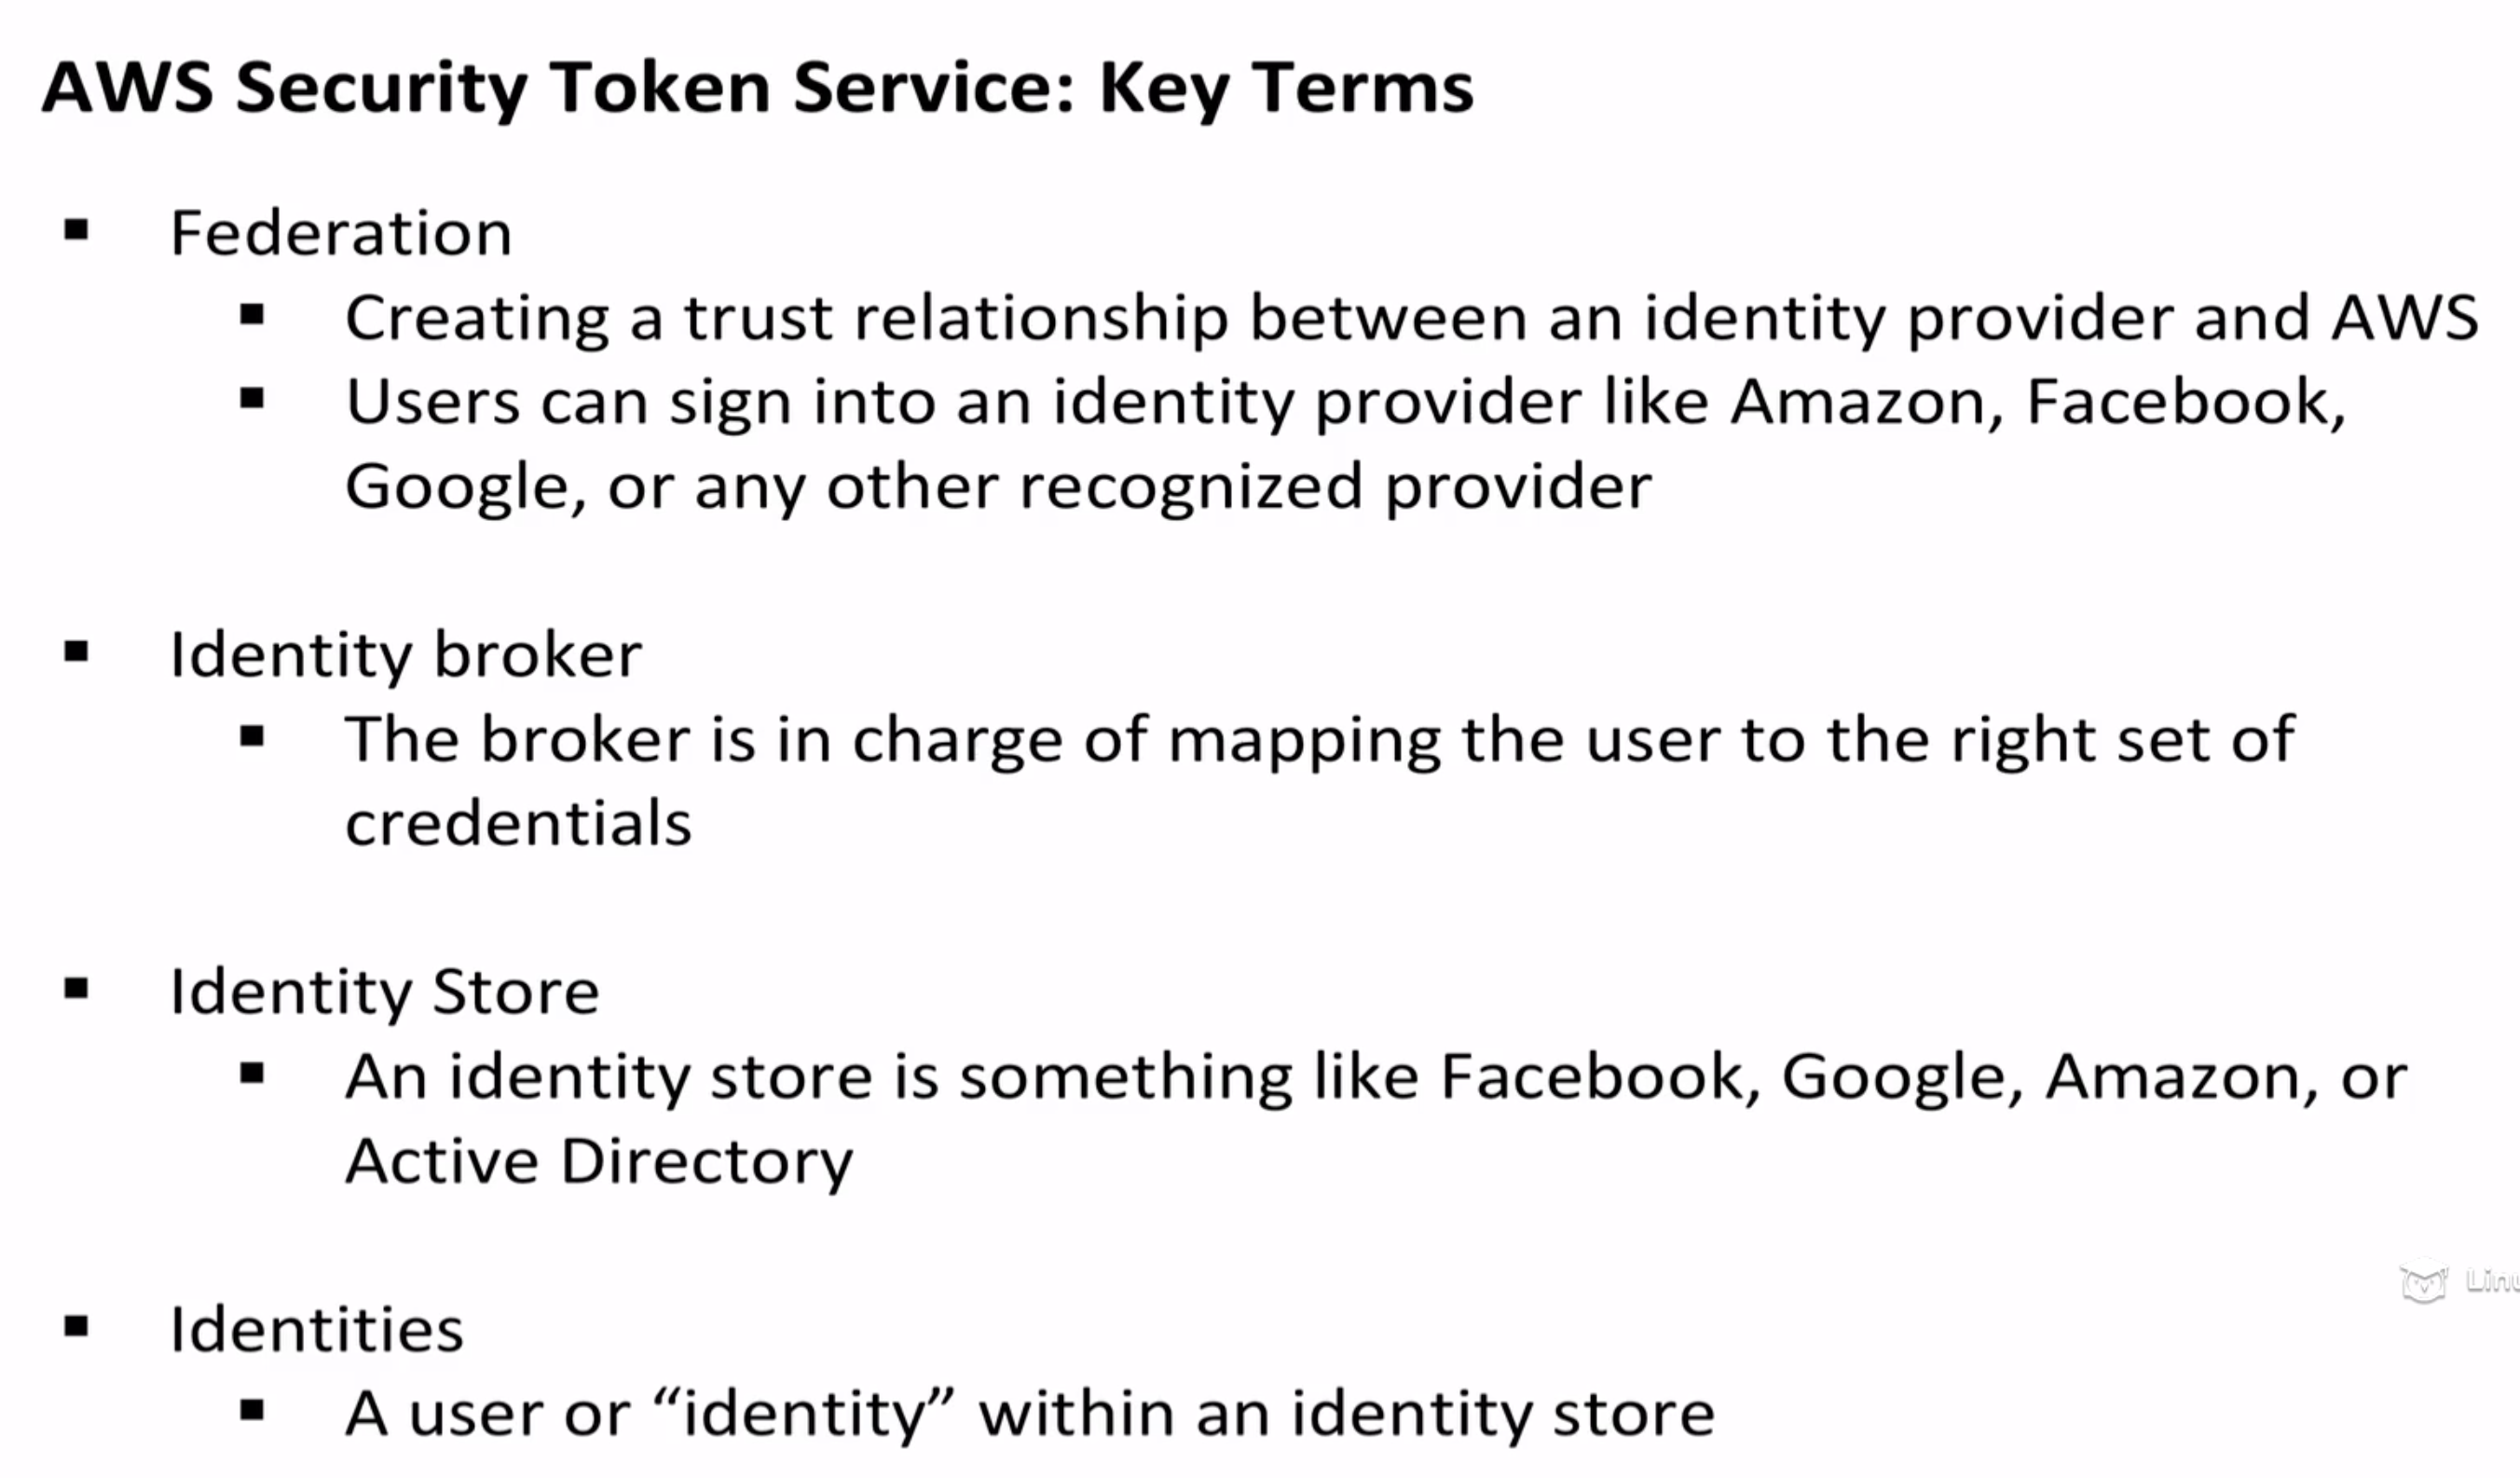 AWS Security Token Service: Key Terms
▪ Federation
▪ Creating a trust relationship between an identity provider and AWS
▪ Users can sign into an identity provider like Amazon, Facebook,
Google, or any other recognized provider
▪ Identity broker
▪ The broker is in charge of mapping the user to the right set of
credentials
▪ Identity Store
▪ An identity store is something like Facebook, Google, Amazon, or
Active Directory
▪ Identities
▪ A user or “identity” within an identity store